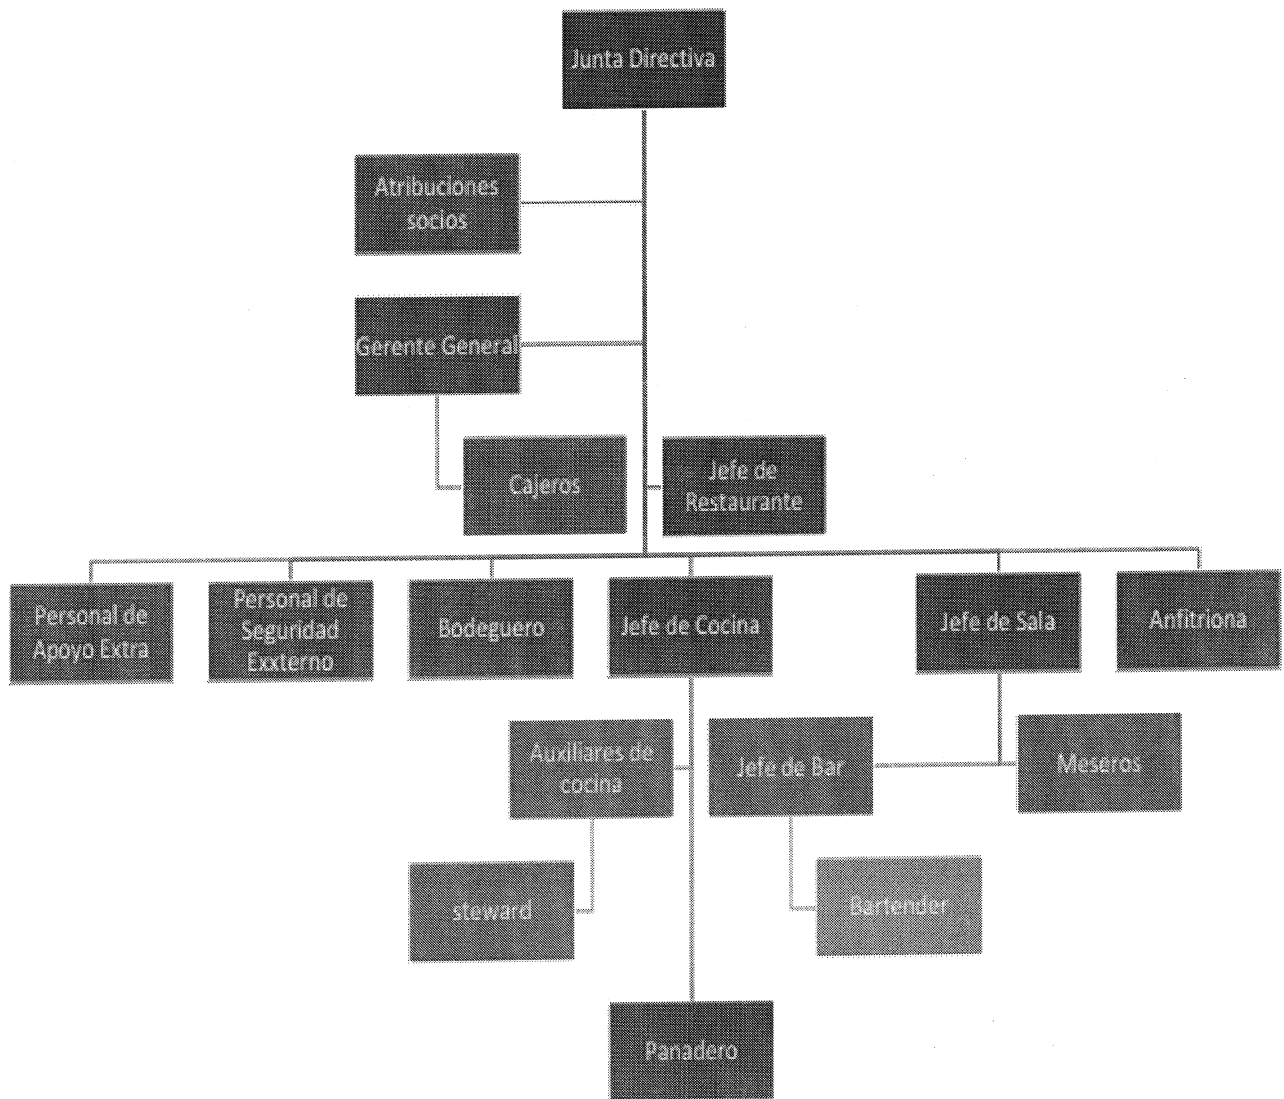 Junta Directiva
Atribuciones
socios
Gerente General
Cajeros
Jefe de
Restaurante
Personal de
Apoyo Extra
Personal de
Seguridad
Exxterno
Bodeguero
Jefe de Cocina
Jefe de Sala
Anfitriona
Auxiliares de
cocina
Jefe de Bar
Meseros
steward
Bartender
Panadero